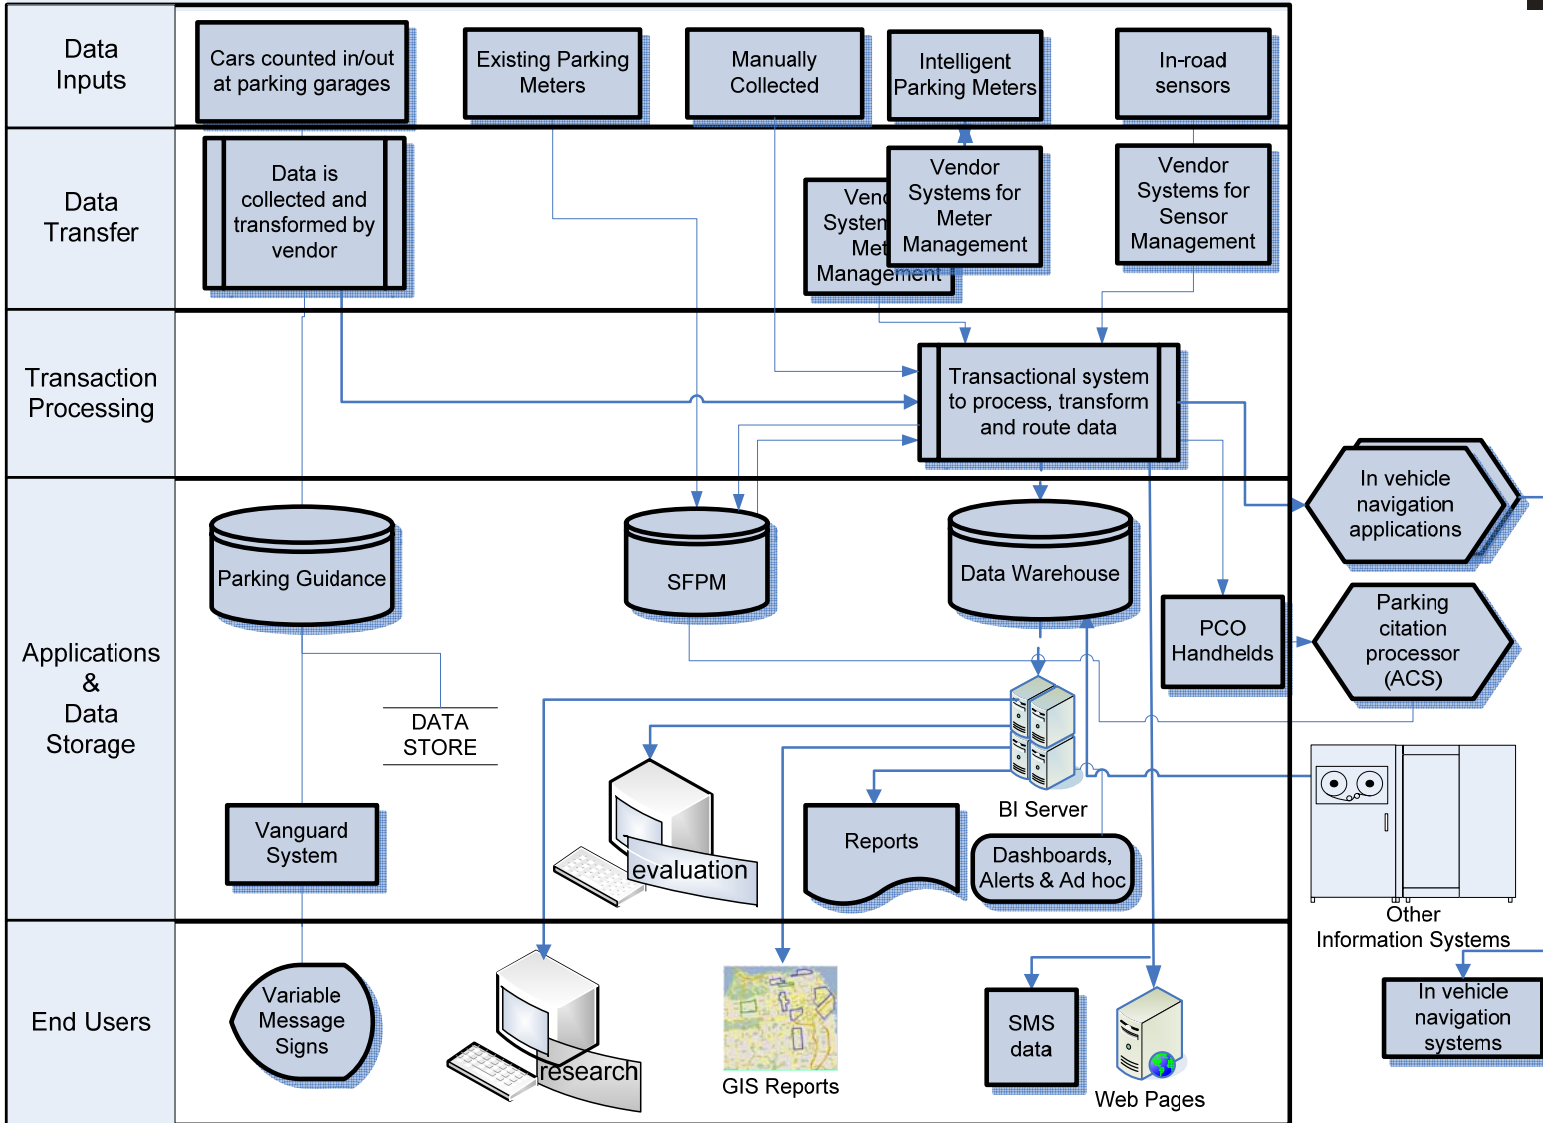 Data
Inputs
Cars counted in/out
at parking garages
Existing Parking
Meters
Manually
Collected
Intelligent
Parking Meters
In-road
sensors
Data
Transfer
Data is
collected and
transformed by
vendor
Vend
System
Met
Management
Vendor
Systems for
Meter
Management
Vendor
Systems for
Sensor
Management
Transaction
Processing
Transactional system
to process, transform
and route data
Applications
&
Data
Storage
Parking Guidance
SFPM
Data Warehouse
In vehicle
navigation
applications
PCO
Handhelds
Parking
citation
processor
(ACS)
DATA
STORE
BI Server
Vanguard
System
evaluation
Reports
Dashboards,
Alerts & Ad hoc
Other
Information Systems
End Users
Variable
Message
Signs
research
GIS Reports
SMS
data
Web Pages
In vehicle
navigation
systems